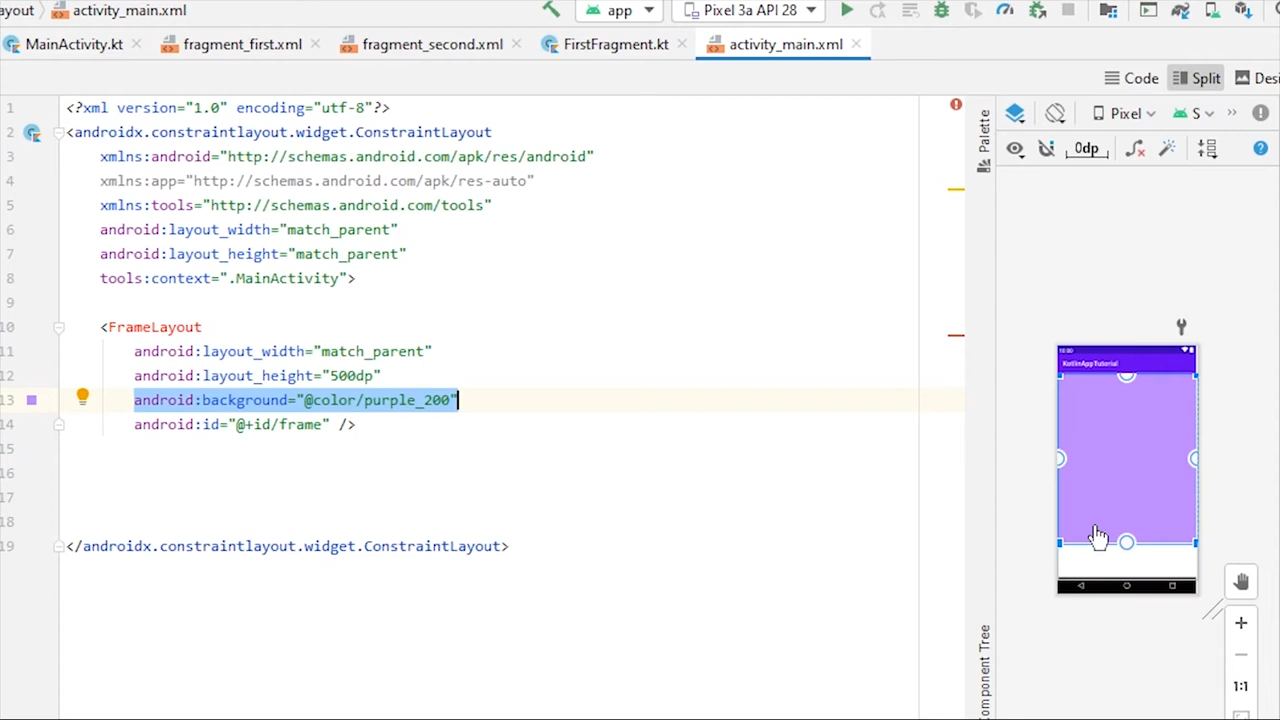 ayout activity_main.xml app Pixel 3a API 28
MainActivity.kt fragment_first.xml fragment_second.xml FirstFragment.kt activity_main.xml
Code Split Desi
1 <?xml version="1.0" encoding="utf-8"?>
2 <androidx.constraintlayout.widget.ConstraintLayout
3 xmlns:android="http://schemas.android.com/apk/res/android"
4 xmlns:app="http://schemas.android.com/apk/res-auto"
5 xmlns:tools="http://schemas.android.com/tools"
6 android:layout_width="match_parent"
7 android:layout_height="match_parent"
8 tools:context=".MainActivity">
9
10 <FrameLayout
11 android:layout_width="match_parent"
12 android:layout_height="500dp"
13 android:background="@color/purple_200"
14 android:id="@+id/frame" />
15
16
17
18
19 </androidx.constraintlayout.widget.ConstraintLayout>
Palette
Pixel S
0dp
KotlinAppTutorial
omponent Tree
1:1